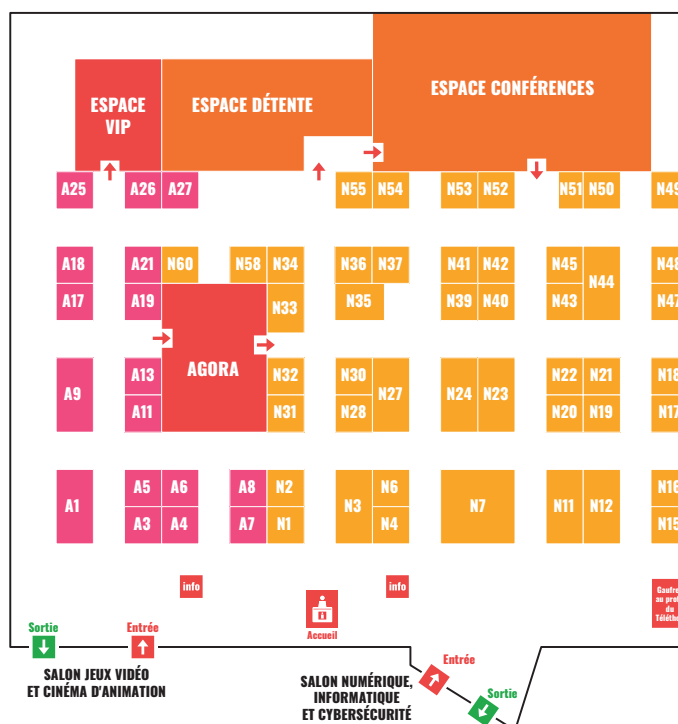 ESPACE CONFÉRENCES
ESPACE
VIP
ESPACE DÉTENTE
A25 A26 A27 N55 N54 N53 N52 N51 N50 N49
A18 A21 N60 N58 N34 N36 N37 N41 N42 N45 N44 N48
A17 A19 N33 N35 N39 N40 N43 N47
AGORA
A9 A13 N32 N30 N27 N24 N23 N22 N21 N18
A11 N31 N28 N20 N19 N17
A1 A5 A6 A8 N2 N3 N6 N7 N11 N12 N16
A3 A4 A7 N1 N4 N15
info
info
Accueil
au
du
Sortie
Entrée
SALON JEUX VIDÉO
ET CINÉMA D'ANIMATION
Entrée
Sortie
SALON NUMÉRIQUE,
INFORMATIQUE
ET CYBERSÉCURITÉ